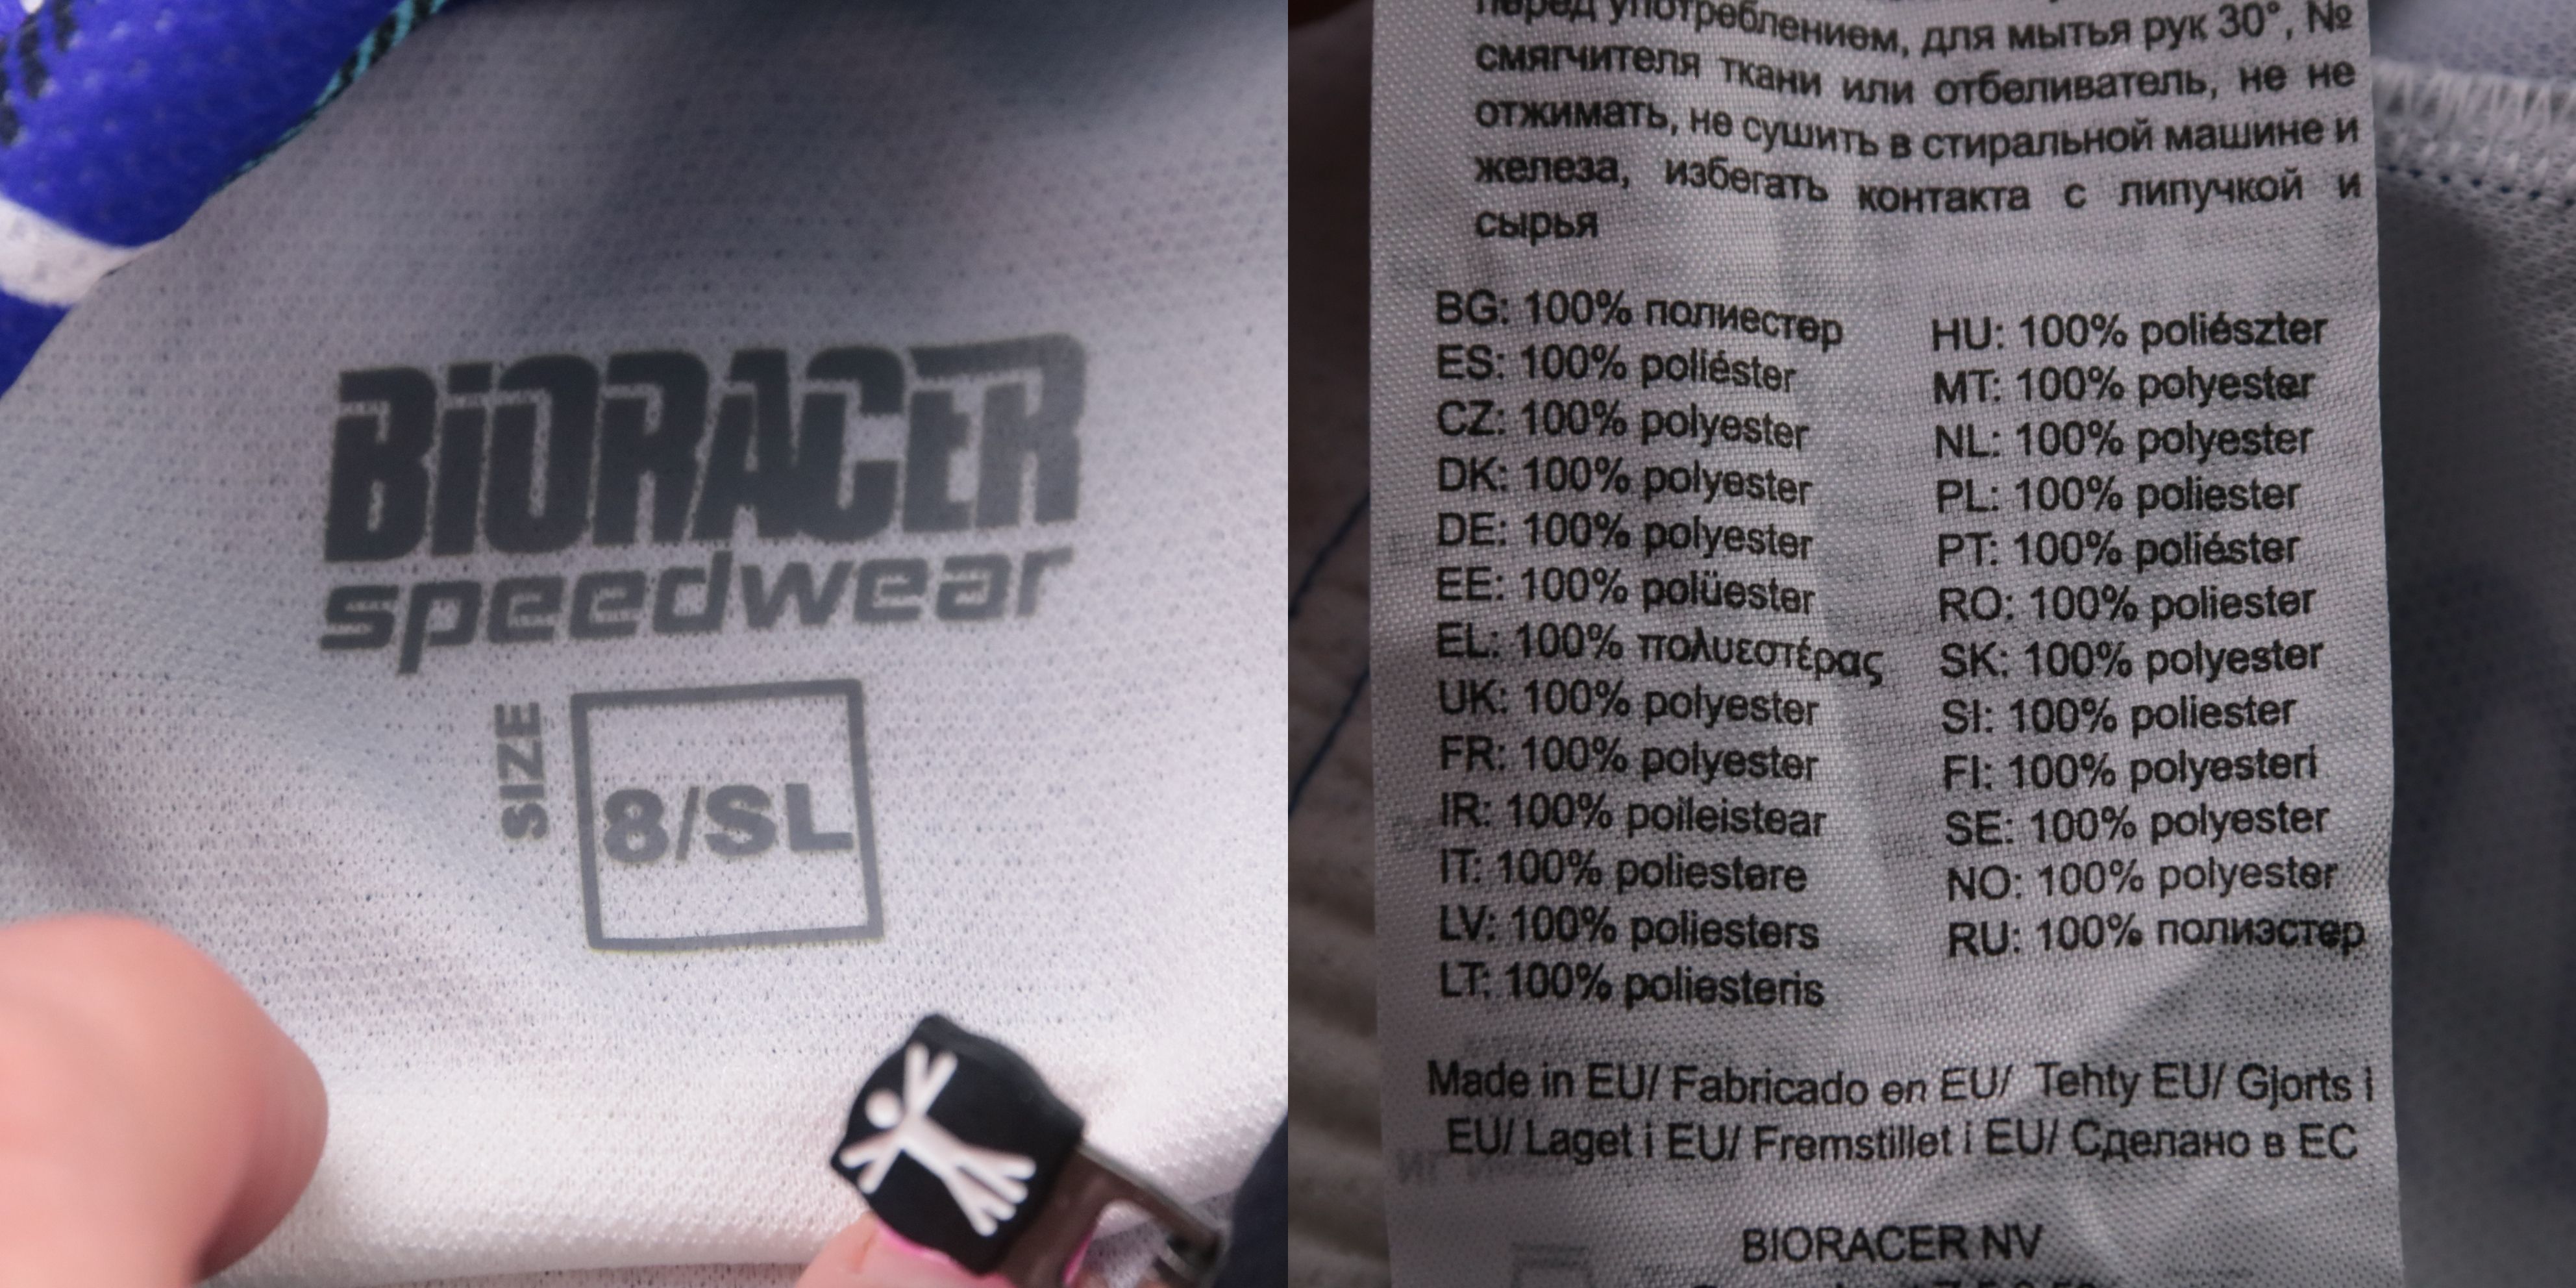 BiORACER
speedwear
SIZE
8/SL
перед употреблением, для мытья рук 30°, №
смягчителя ткани или отбеливатель, не не
отжимать, не сушить в стиральной машине и
железа, избегать контакта с липучкой и
сырья
BG: 100% полиестер
ES: 100% poliéster
CZ: 100% polyester
DK: 100% polyester
DE: 100% polyester
EE: 100% polüester
EL: 100% πολυεστέρας
UK: 100% polyester
FR: 100% polyester
IR: 100% poileistear
IT: 100% poliestere
LV: 100% poliesters
LT: 100% poliesteris
HU: 100% poliészter
MT: 100% polyester
NL: 100% polyester
PL: 100% poliester
PT: 100% poliéster
RO: 100% poliester
SK: 100% polyester
SI: 100% poliester
FI: 100% polyesteri
SE: 100% polyester
NO: 100% polyester
RU: 100% полиэстер
Made in EU/ Fabricado en EU/ Tehty EU/ Gjorts i
EU/ Laget i EU/ Fremstillet i EU/ Сделано в ЕС
BIORACER NV